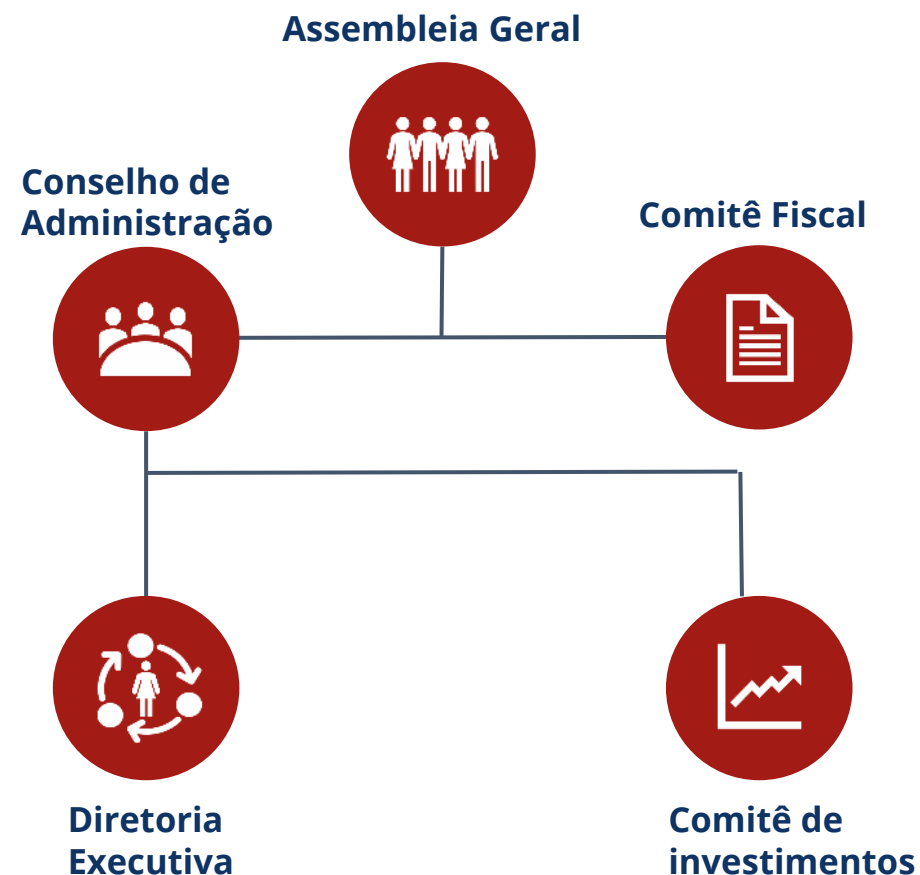 Assembleia Geral
Conselho de
Administração
Comitê Fiscal
Diretoria
Executiva
Comitê de
investimentos